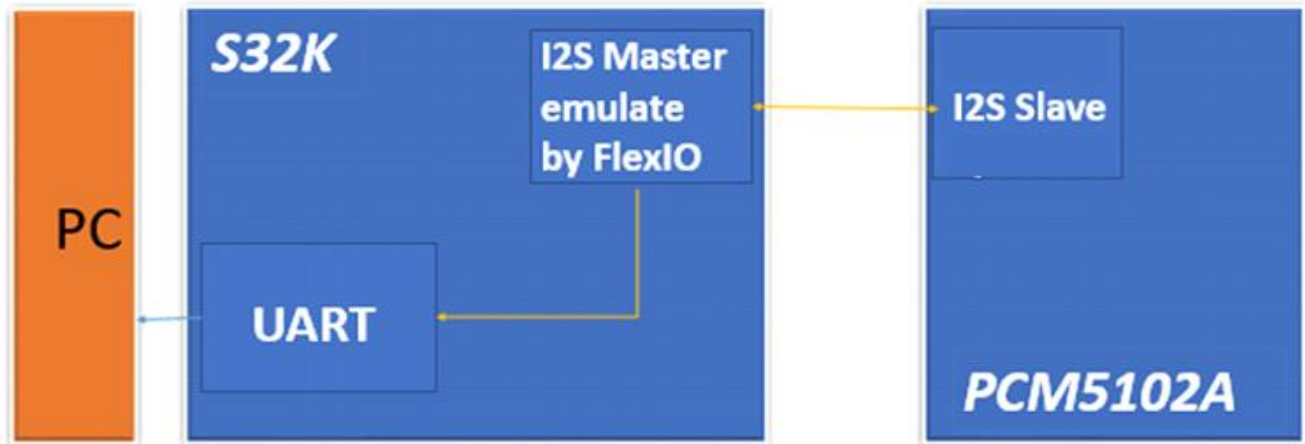 PC
S32K
I2S Master
emulate
by FlexIO
UART
I2S Slave
PCM5102A